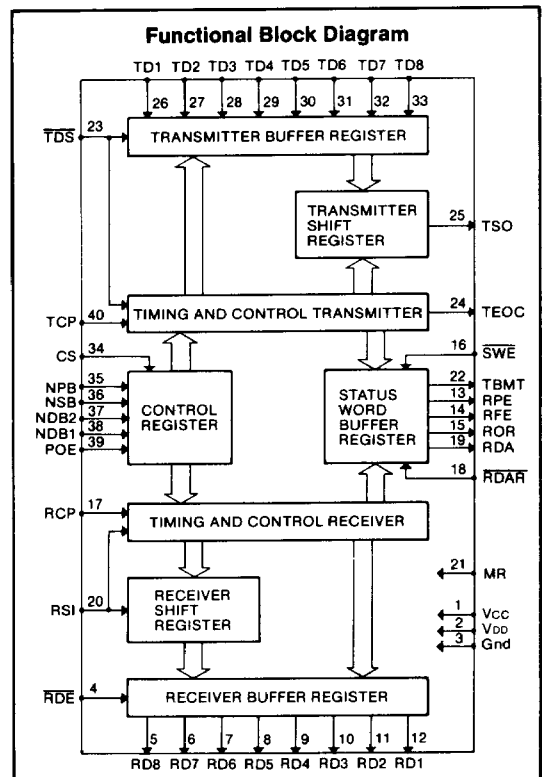 Functional Block Diagram
TD1 TD2 TD3 TD4 TD5 TD6 TD7 TD8
26 27 28 29 30 31 32 33
TDS 23
TRANSMITTER BUFFER REGISTER
TRANSMITTER
SHIFT
REGISTER
25 TSO
TIMING AND CONTROL TRANSMITTER
24 TEOC
TCP 40
CS 34
NPB 35
NSB 36
NDB2 37
NDB1 38
POE 39
CONTROL
REGISTER
STATUS
WORD
BUFFER
REGISTER
16 SWE
22 TBMT
13 RPE
14 RFE
15 ROR
19 RDA
18 RDAR
RCP 17
TIMING AND CONTROL RECEIVER
21 MR
RSI 20
RECEIVER
SHIFT
REGISTER
1 VCC
2 VDD
3 Gnd
RDE 4
RECEIVER BUFFER REGISTER
5 6 7 8 9 10 11 12
RD8 RD7 RD6 RD5 RD4 RD3 RD2 RD1